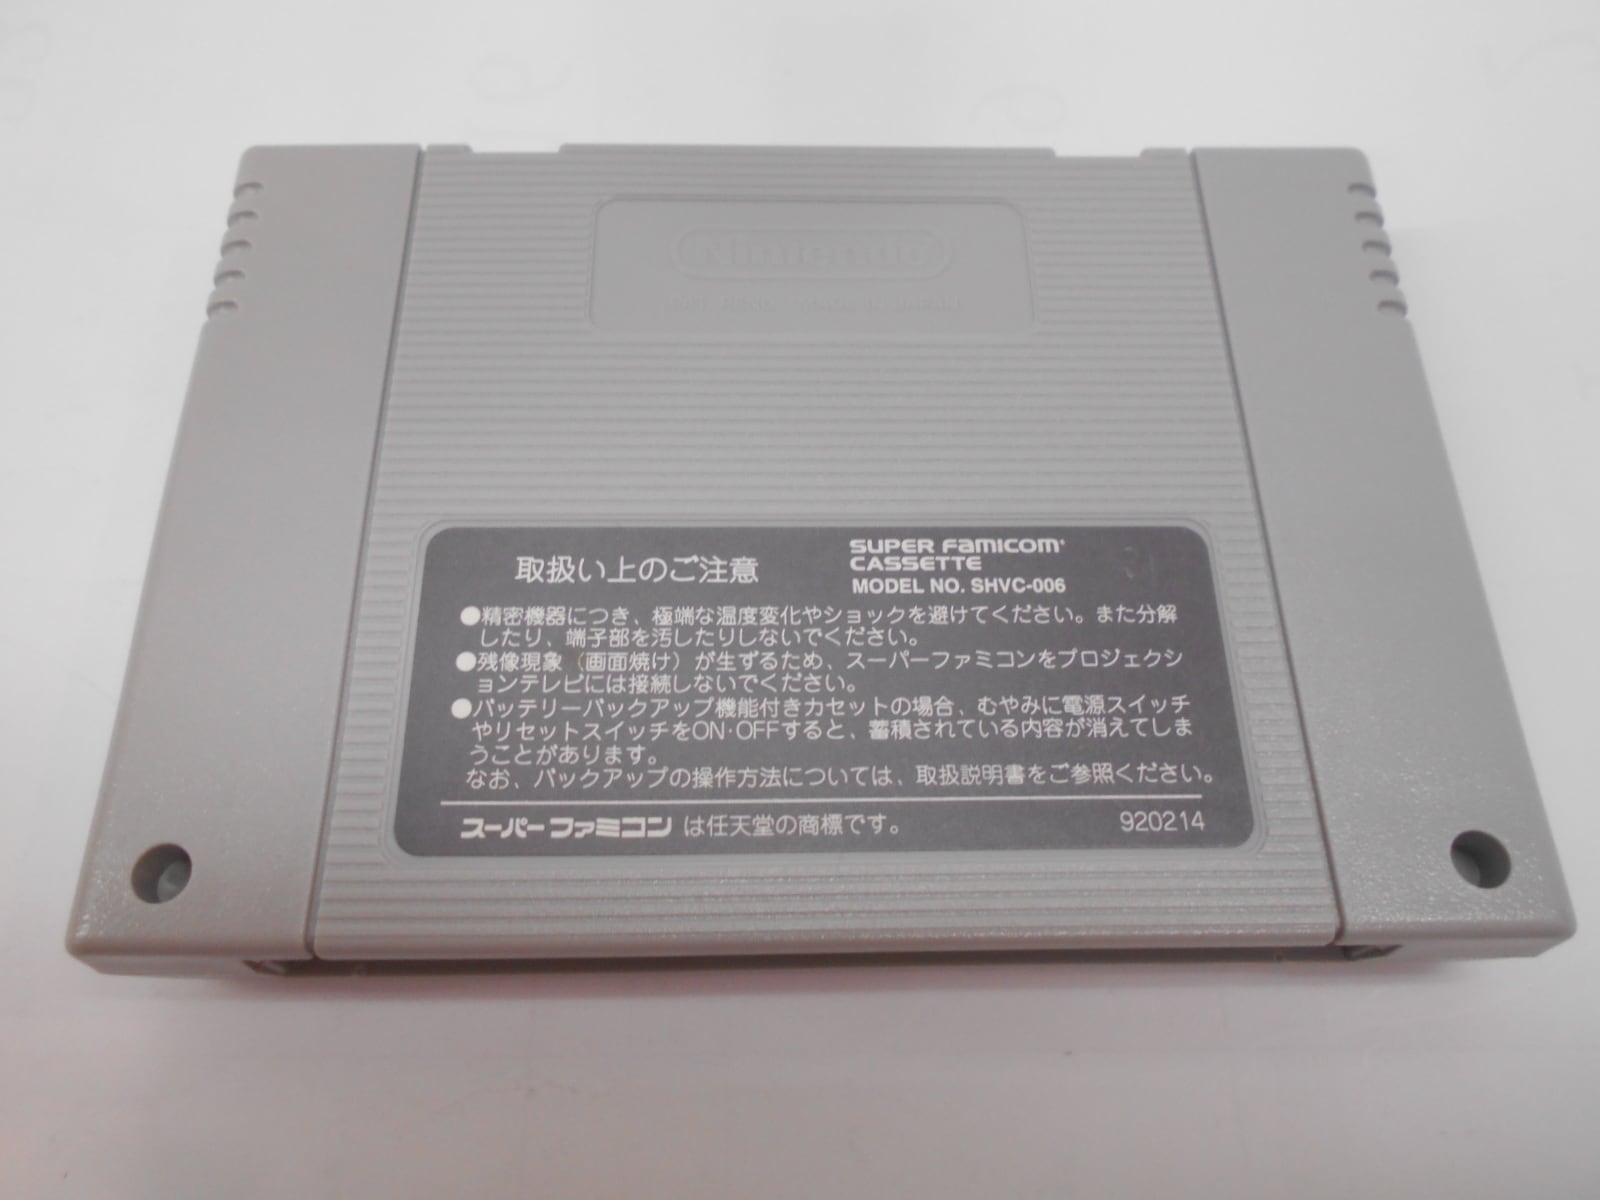 Nintendo
PAT. PEND. MADE IN JAPAN
取扱い上のご注意
SUPER FAMICOM
CASSETTE
MODEL NO. SHVC-006
●精密機器につき、極端な温度変化やショックを避けてください。また分解
したり、端子部を汚したりしないでください。
●残像現象（画面焼け）が生ずるため、スーパーファミコンをプロジェクシ
ョンテレビには接続しないでください。
●バッテリーバックアップ機能付きカセットの場合、むやみに電源スイッチ
やリセットスイッチをON･OFFすると、蓄積されている内容が消えてしま
うことがあります。
なお、バックアップの操作方法については、取扱説明書をご参照ください。
スーパーファミコン は任天堂の商標です。
920214